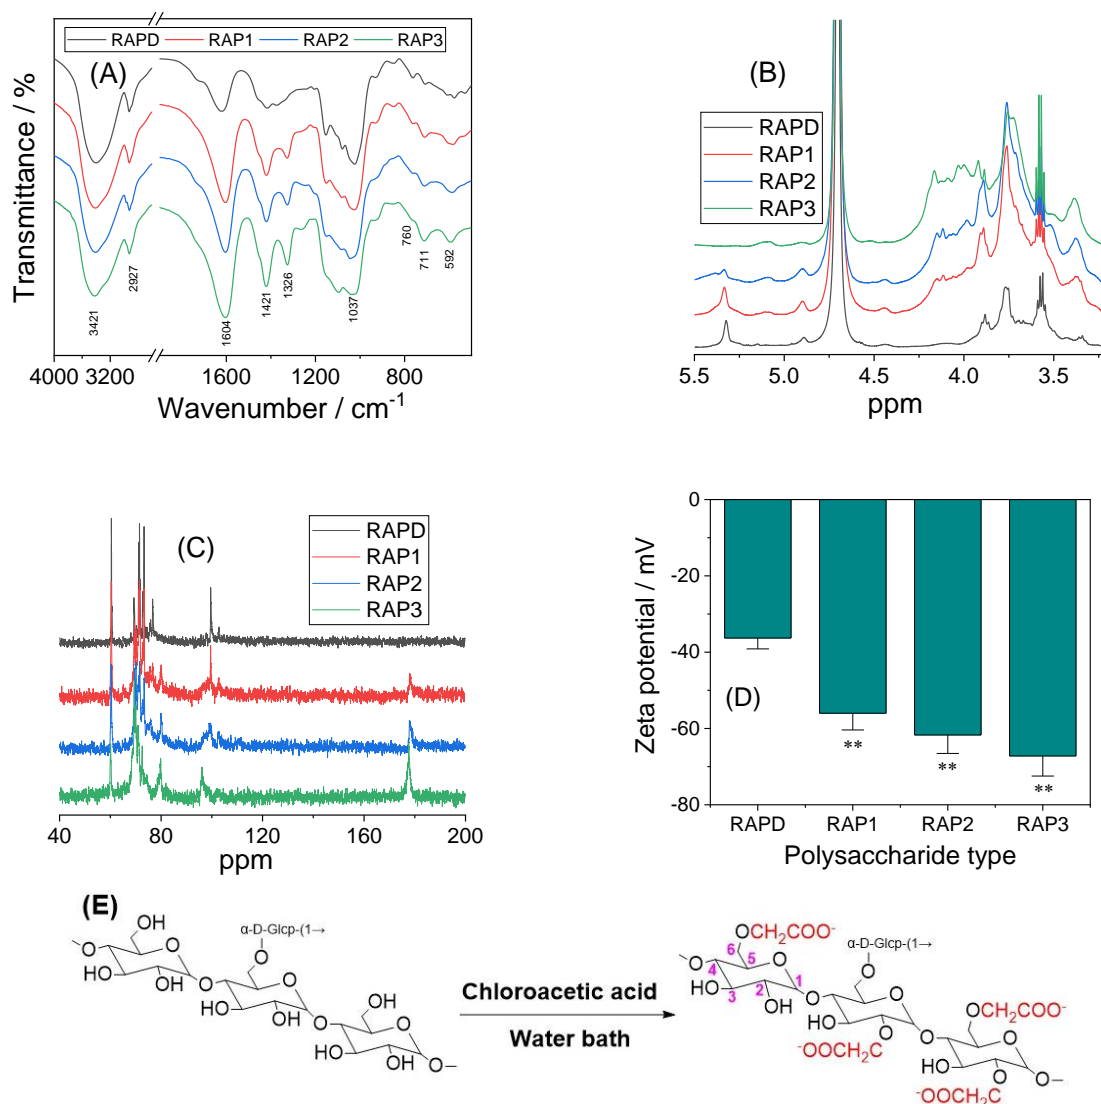 RAPD RAP1 RAP2 RAP3
(A)
Transmittance / %
3421
2927
1604
1421
1326
1037
760
711
592
4000 3200 1600 1200 800
Wavenumber / cm⁻¹
(B)
RAPD
RAP1
RAP2
RAP3
5.5 5.0 4.5 4.0 3.5
ppm
(C)
RAPD
RAP1
RAP2
RAP3
40 80 120 160 200
ppm
0
-20
-40
-60
-80
Zeta potential / mV
(D)
**
**
**
RAPD RAP1 RAP2 RAP3
Polysaccharide type
(E)
OH
α-D-Glcp-(1→
O
O
HO
OH
O
O
O
HO
OH
O
OH
O
HO
OH
O
Chloroacetic acid
Water bath
OCH₂COO⁻
α-D-Glcp-(1→
6
5
4
3
2
1
O
O
HO
OH
O
O
O
HO
O
⁻OOCH₂C
O
OCH₂COO⁻
O
HO
O
O
⁻OOCH₂C